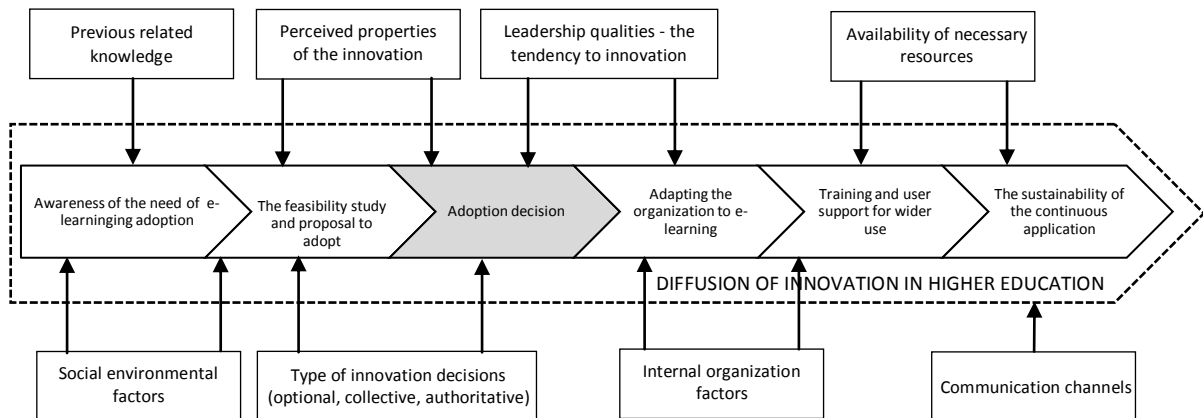 Previous related
knowledge
Perceived properties
of the innovation
Leadership qualities - the
tendency to innovation
Availability of necessary
resources
Awareness of the need of e-
learninging adoption
The feasibility study
and proposal to
adopt
Adoption decision
Adapting the
organization to e-
learning
Training and user
support for wider
use
The sustainability of
the continuous
application
DIFFUSION OF INNOVATION IN HIGHER EDUCATION
Social environmental
factors
Type of innovation decisions
(optional, collective, authoritative)
Internal organization
factors
Communication channels